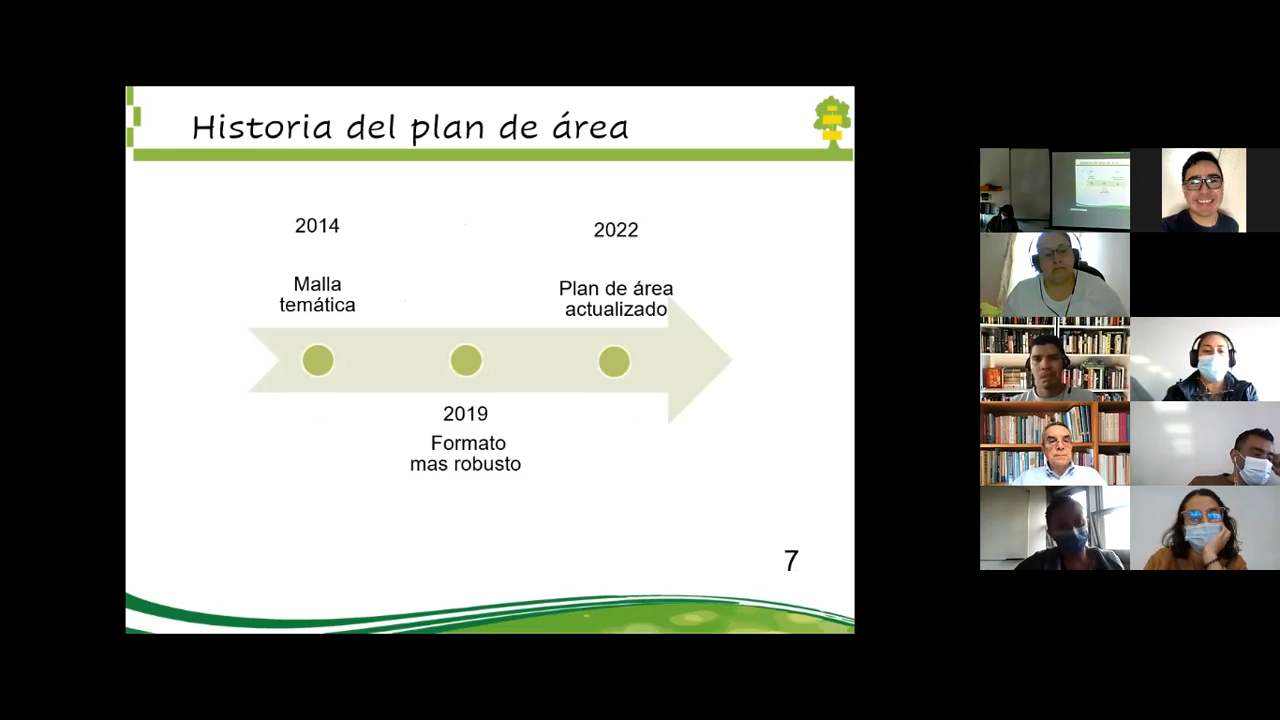 Historia del plan de área
2014
2022
Malla
temática
Plan de área
actualizado
2019
Formato
mas robusto
7